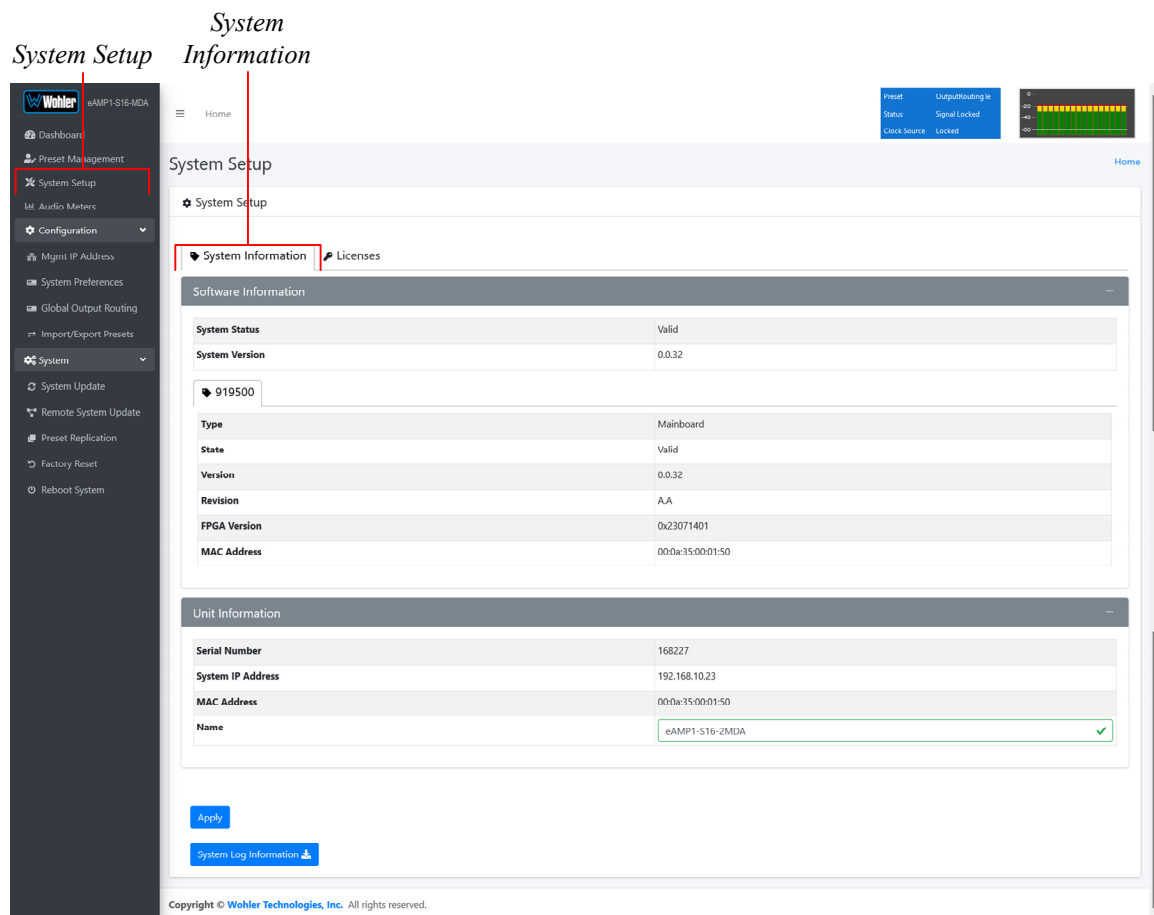 System
System Setup Information
Wohler eAMP1-S16-MDA
Home
Preset OutputRouting le
Status Signal Locked
Clock Source Locked
0
-20
-40
-60
Dashboard
Preset Management
System Setup
Audio Meters
Configuration
Mgmt IP Address
System Preferences
Global Output Routing
Import/Export Presets
System
System Update
Remote System Update
Preset Replication
Factory Reset
Reboot System
System Setup
Home
System Setup
System Information Licenses
Software Information
System Status Valid
System Version 0.0.32
919500
Type Mainboard
State Valid
Version 0.0.32
Revision A.A
FPGA Version 0x23071401
MAC Address 00:0a:35:00:01:50
Unit Information
Serial Number 168227
System IP Address 192.168.10.23
MAC Address 00:0a:35:00:01:50
Name eAMP1-S16-2MDA
Apply
System Log Information
Copyright © Wohler Technologies, Inc. All rights reserved.